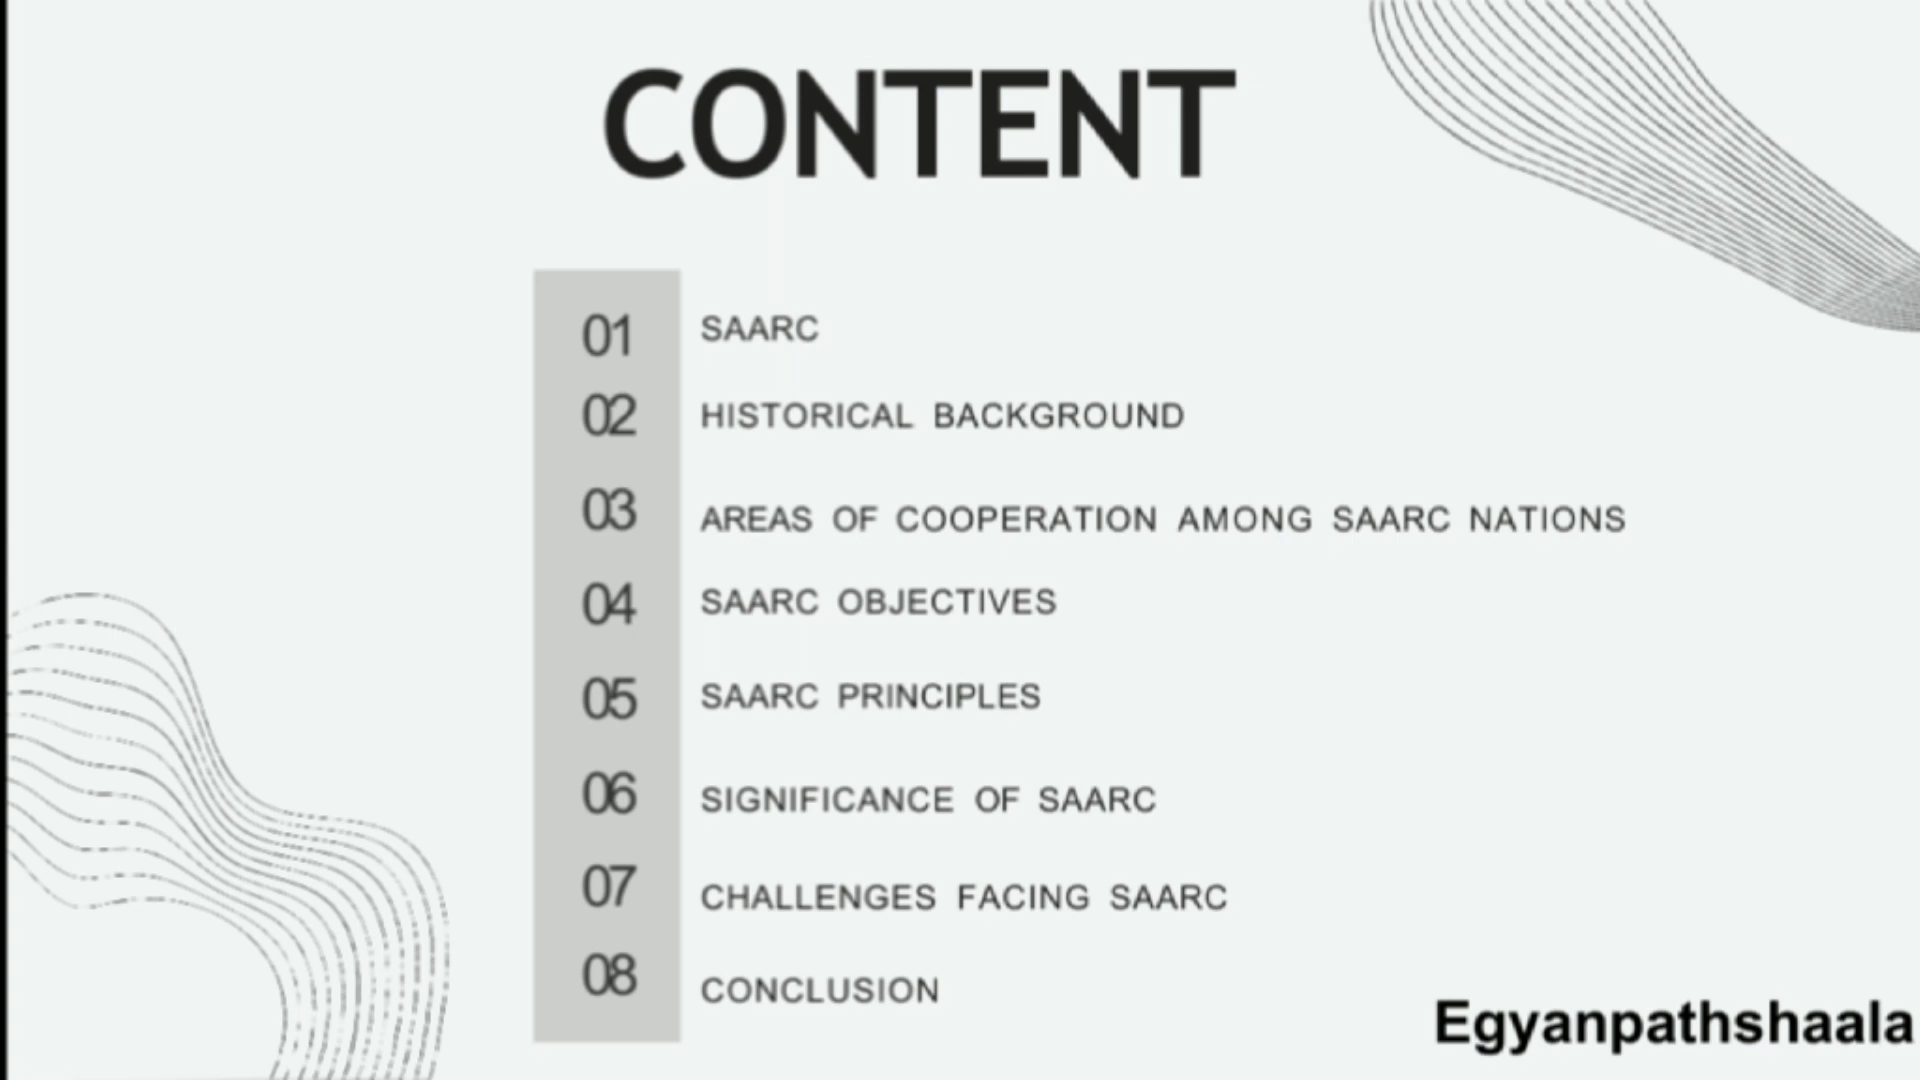 CONTENT
01 SAARC
02 HISTORICAL BACKGROUND
03 AREAS OF COOPERATION AMONG SAARC NATIONS
04 SAARC OBJECTIVES
05 SAARC PRINCIPLES
06 SIGNIFICANCE OF SAARC
07 CHALLENGES FACING SAARC
08 CONCLUSION
Egyanpathshaala